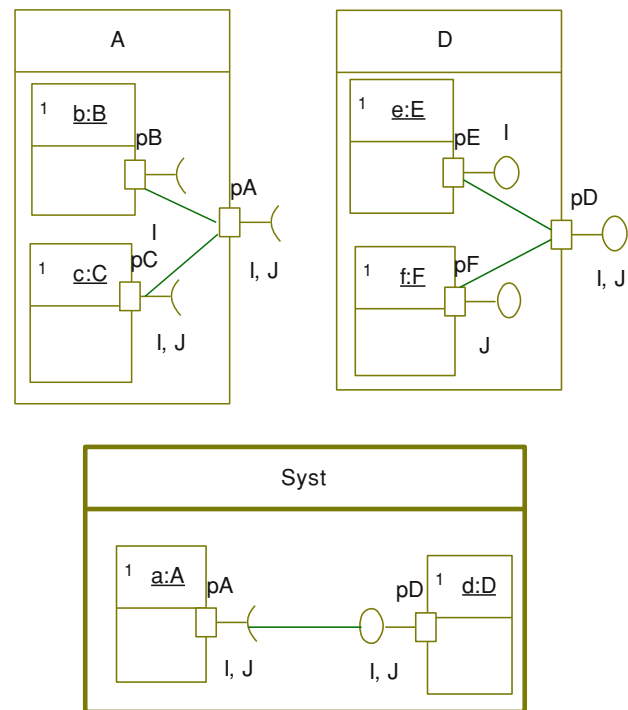 A
1 b:B
pB
I
pA
I, J
1 c:C
pC
I, J
D
1 e:E
pE
I
pD
I, J
1 f:F
pF
J
Syst
1 a:A
pA
I, J
pD
I, J
1 d:D